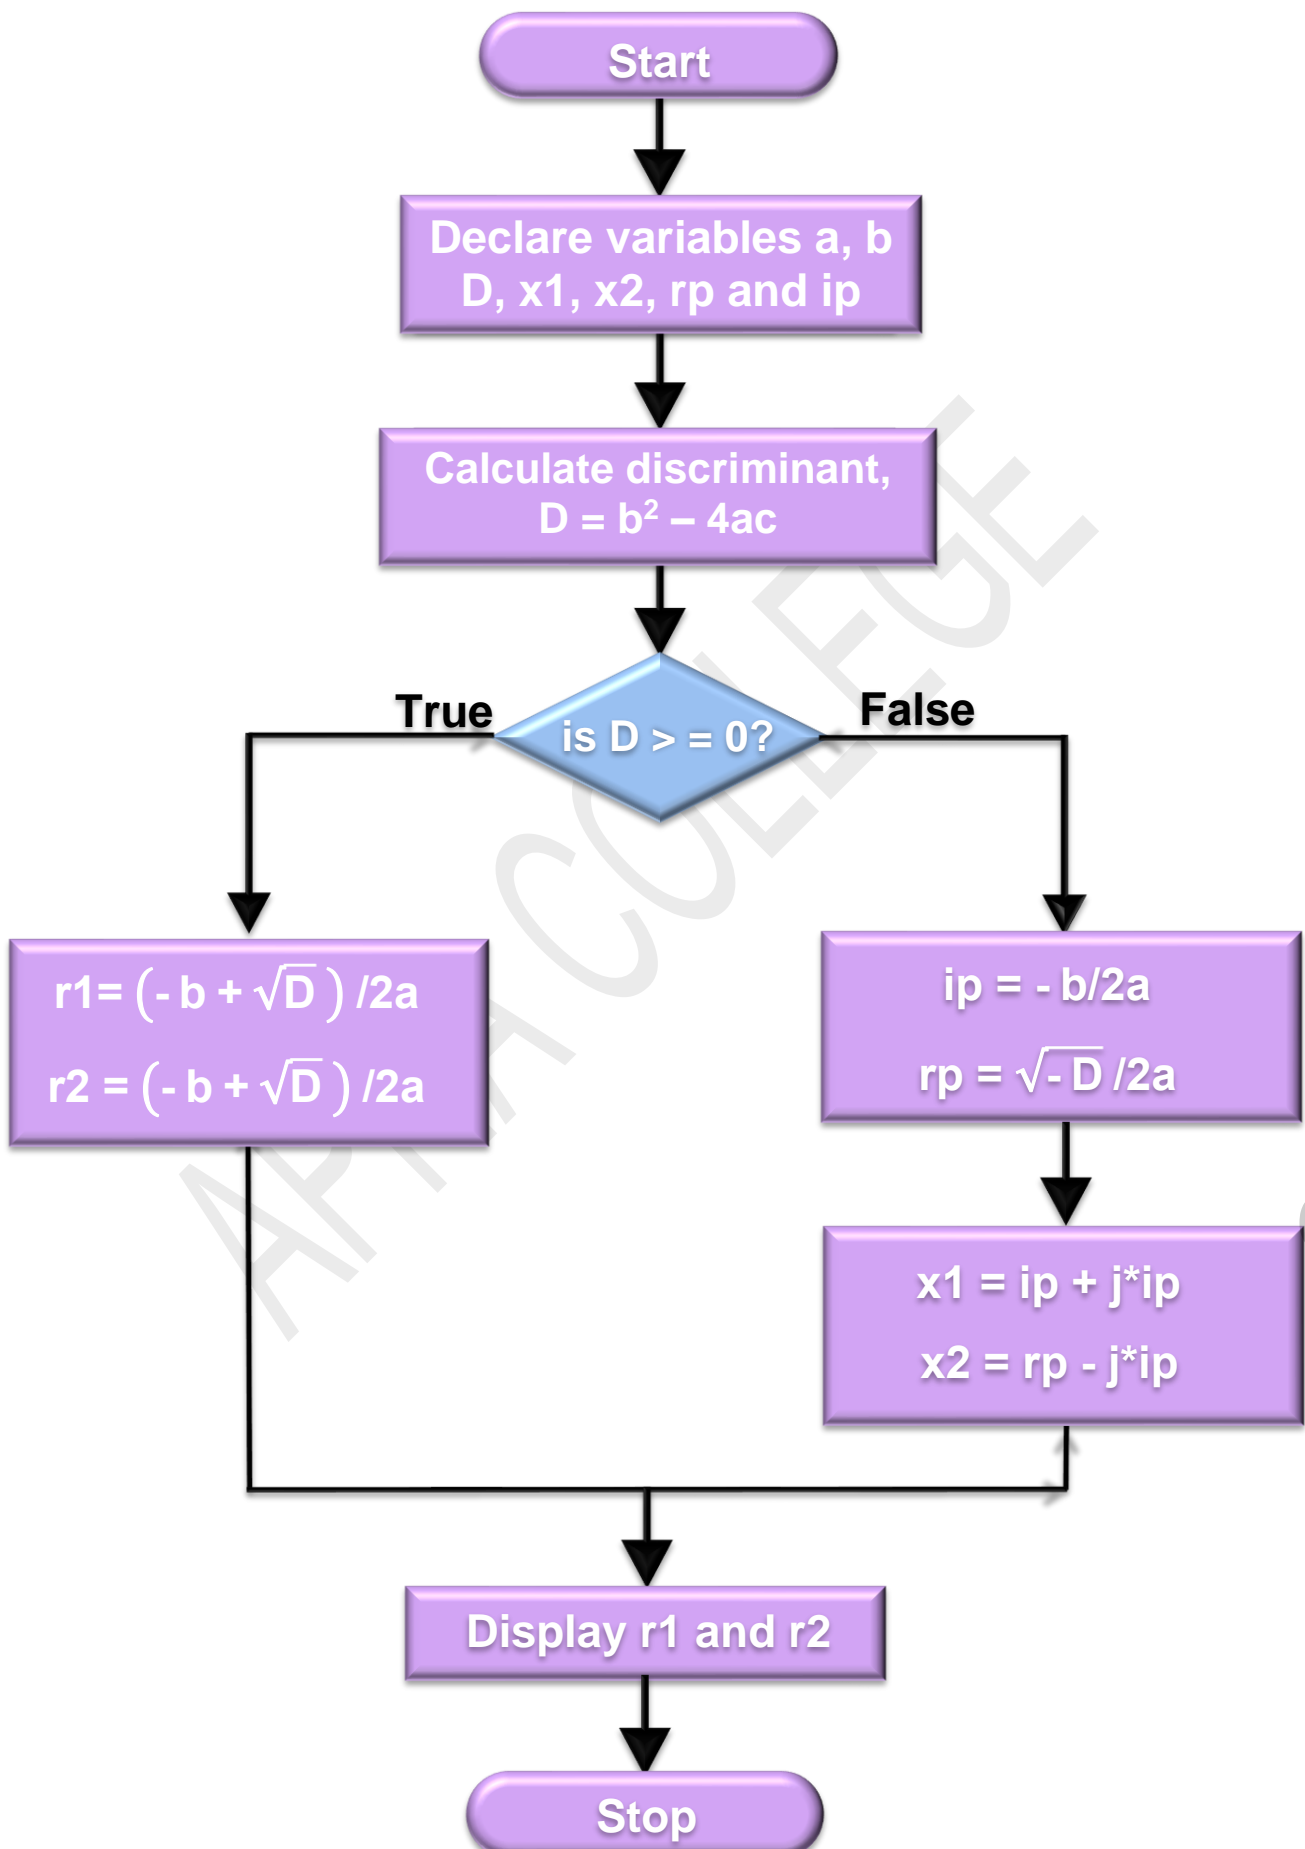 Start
Declare variables a, b
D, x1, x2, rp and ip
Calculate discriminant,
D = b² – 4ac
True
is D > = 0?
False
r1= (- b + √D ) /2a
r2 = (- b + √D ) /2a
ip = - b/2a
rp = √- D /2a
x1 = ip + j*ip
x2 = rp - j*ip
Display r1 and r2
Stop